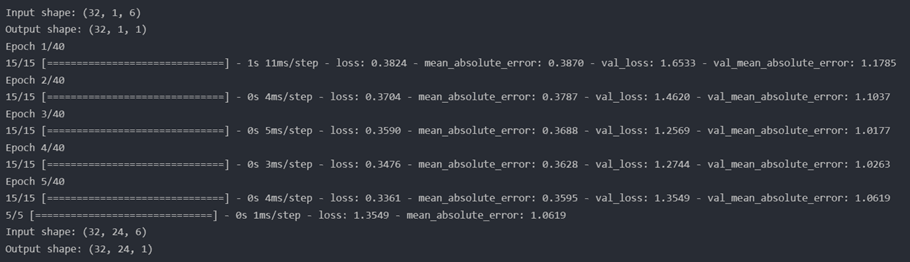 Input shape: (32, 1, 6)
Output shape: (32, 1, 1)
Epoch 1/40
15/15 [==============================] - 1s 11ms/step - loss: 0.3824 - mean_absolute_error: 0.3870 - val_loss: 1.6533 - val_mean_absolute_error: 1.1785
Epoch 2/40
15/15 [==============================] - 0s 4ms/step - loss: 0.3704 - mean_absolute_error: 0.3787 - val_loss: 1.4620 - val_mean_absolute_error: 1.1037
Epoch 3/40
15/15 [==============================] - 0s 5ms/step - loss: 0.3590 - mean_absolute_error: 0.3688 - val_loss: 1.2569 - val_mean_absolute_error: 1.0177
Epoch 4/40
15/15 [==============================] - 0s 3ms/step - loss: 0.3476 - mean_absolute_error: 0.3628 - val_loss: 1.2744 - val_mean_absolute_error: 1.0263
Epoch 5/40
15/15 [==============================] - 0s 4ms/step - loss: 0.3361 - mean_absolute_error: 0.3595 - val_loss: 1.3549 - val_mean_absolute_error: 1.0619
5/5 [==============================] - 0s 1ms/step - loss: 1.3549 - mean_absolute_error: 1.0619
Input shape: (32, 24, 6)
Output shape: (32, 24, 1)